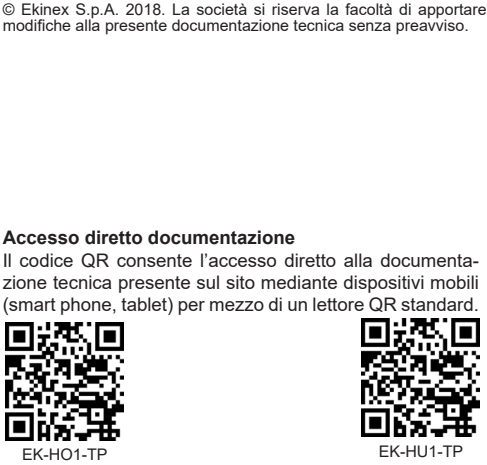 © Ekinex S.p.A. 2018. La società si riserva la facoltà di apportare
modifiche alla presente documentazione tecnica senza preavviso.
Accesso diretto documentazione
Il codice QR consente l’accesso diretto alla documenta-
zione tecnica presente sul sito mediante dispositivi mobili
(smart phone, tablet) per mezzo di un lettore QR standard.
EK-HO1-TP
EK-HU1-TP